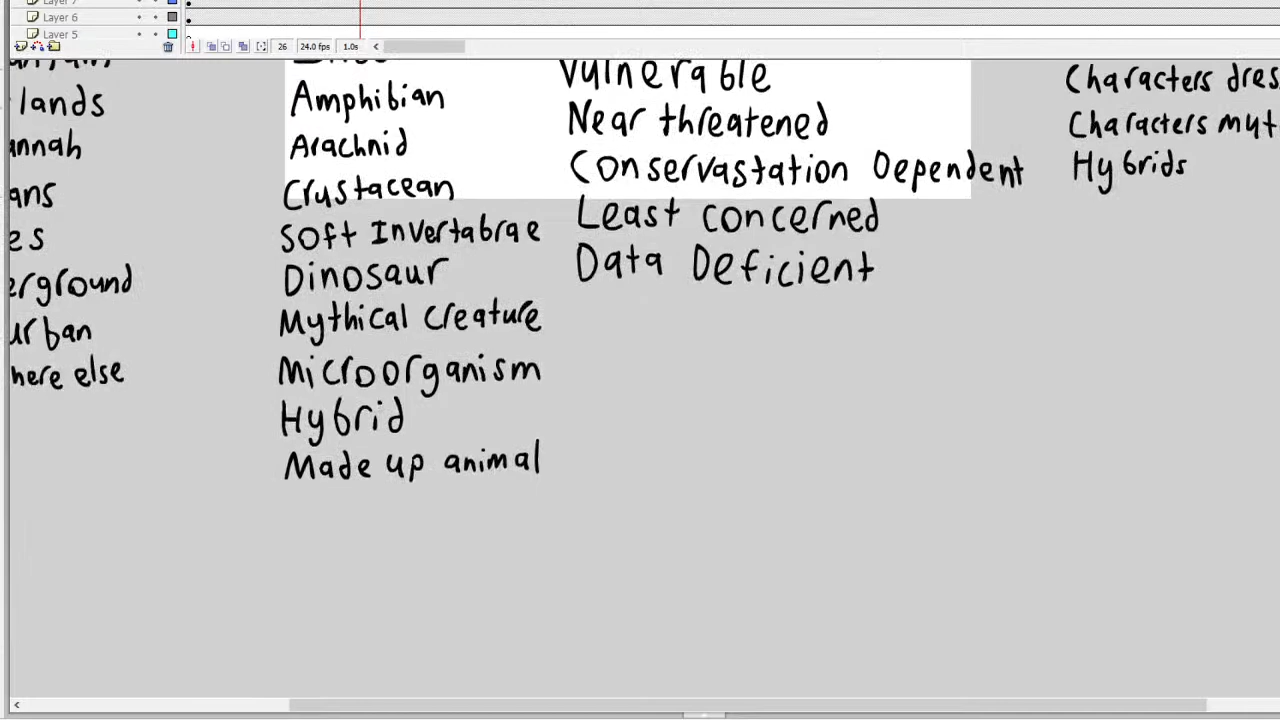 Layer 7
Layer 6
Layer 5
26 24.0 fps 1.0s
lands
annah
ans
es
erground
urban
here else
Amphibian
Arachnid
Crustacean
Soft Invertabrae
Dinosaur
Mythical creature
Microorganism
Hybrid
Made up animal
Vulnerable
Near threatened
Conservastation Dependent
Least concerned
Data Deficient
Characters dres
Characters myt
Hybrids